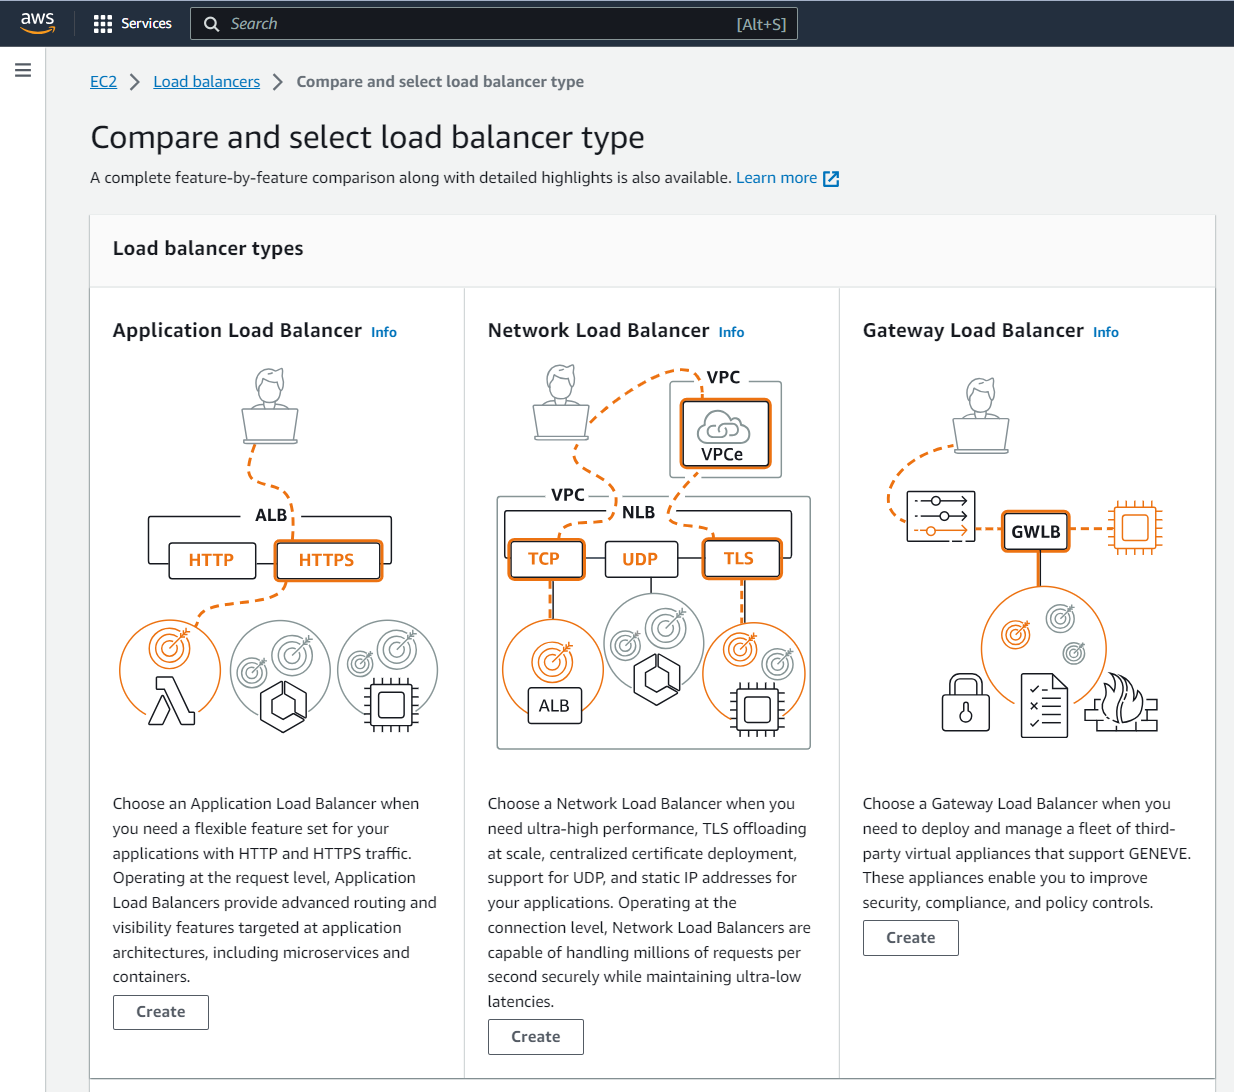 aws
Services
Search
[Alt+S]
EC2 > Load balancers > Compare and select load balancer type
Compare and select load balancer type
A complete feature-by-feature comparison along with detailed highlights is also available. Learn more
Load balancer types
Application Load Balancer Info
ALB
HTTP
HTTPS
Choose an Application Load Balancer when
you need a flexible feature set for your
applications with HTTP and HTTPS traffic.
Operating at the request level, Application
Load Balancers provide advanced routing and
visibility features targeted at application
architectures, including microservices and
containers.
Create
Network Load Balancer Info
VPC
VPCe
VPC
NLB
TCP
UDP
TLS
ALB
Choose a Network Load Balancer when you
need ultra-high performance, TLS offloading
at scale, centralized certificate deployment,
support for UDP, and static IP addresses for
your applications. Operating at the
connection level, Network Load Balancers are
capable of handling millions of requests per
second securely while maintaining ultra-low
latencies.
Create
Gateway Load Balancer Info
GWLB
Choose a Gateway Load Balancer when you
need to deploy and manage a fleet of third-
party virtual appliances that support GENEVE.
These appliances enable you to improve
security, compliance, and policy controls.
Create